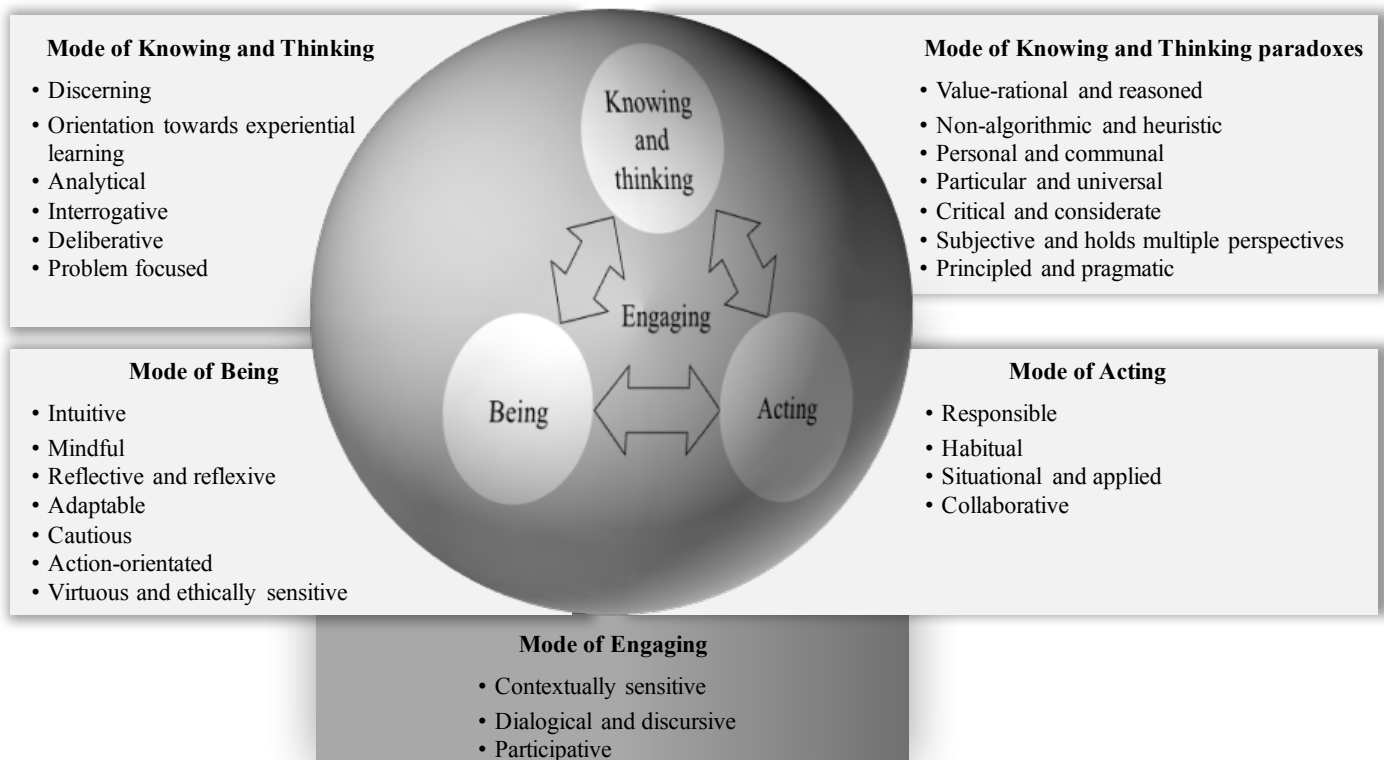 Mode of Knowing and Thinking
• Discerning
• Orientation towards experiential
learning
• Analytical
• Interrogative
• Deliberative
• Problem focused
Knowing
and
thinking
Engaging
Being
Acting
Mode of Knowing and Thinking paradoxes
• Value-rational and reasoned
• Non-algorithmic and heuristic
• Personal and communal
• Particular and universal
• Critical and considerate
• Subjective and holds multiple perspectives
• Principled and pragmatic
Mode of Being
• Intuitive
• Mindful
• Reflective and reflexive
• Adaptable
• Cautious
• Action-orientated
• Virtuous and ethically sensitive
Mode of Acting
• Responsible
• Habitual
• Situational and applied
• Collaborative
Mode of Engaging
• Contextually sensitive
• Dialogical and discursive
• Participative